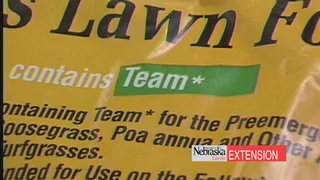 s Lawn Fo
contains Team*
ontaining Team* for the Preemerg
oosegrass, Poa annua and Other
urfgrasses.
nded for Use on the Follow
Nebraska
EXTENSION